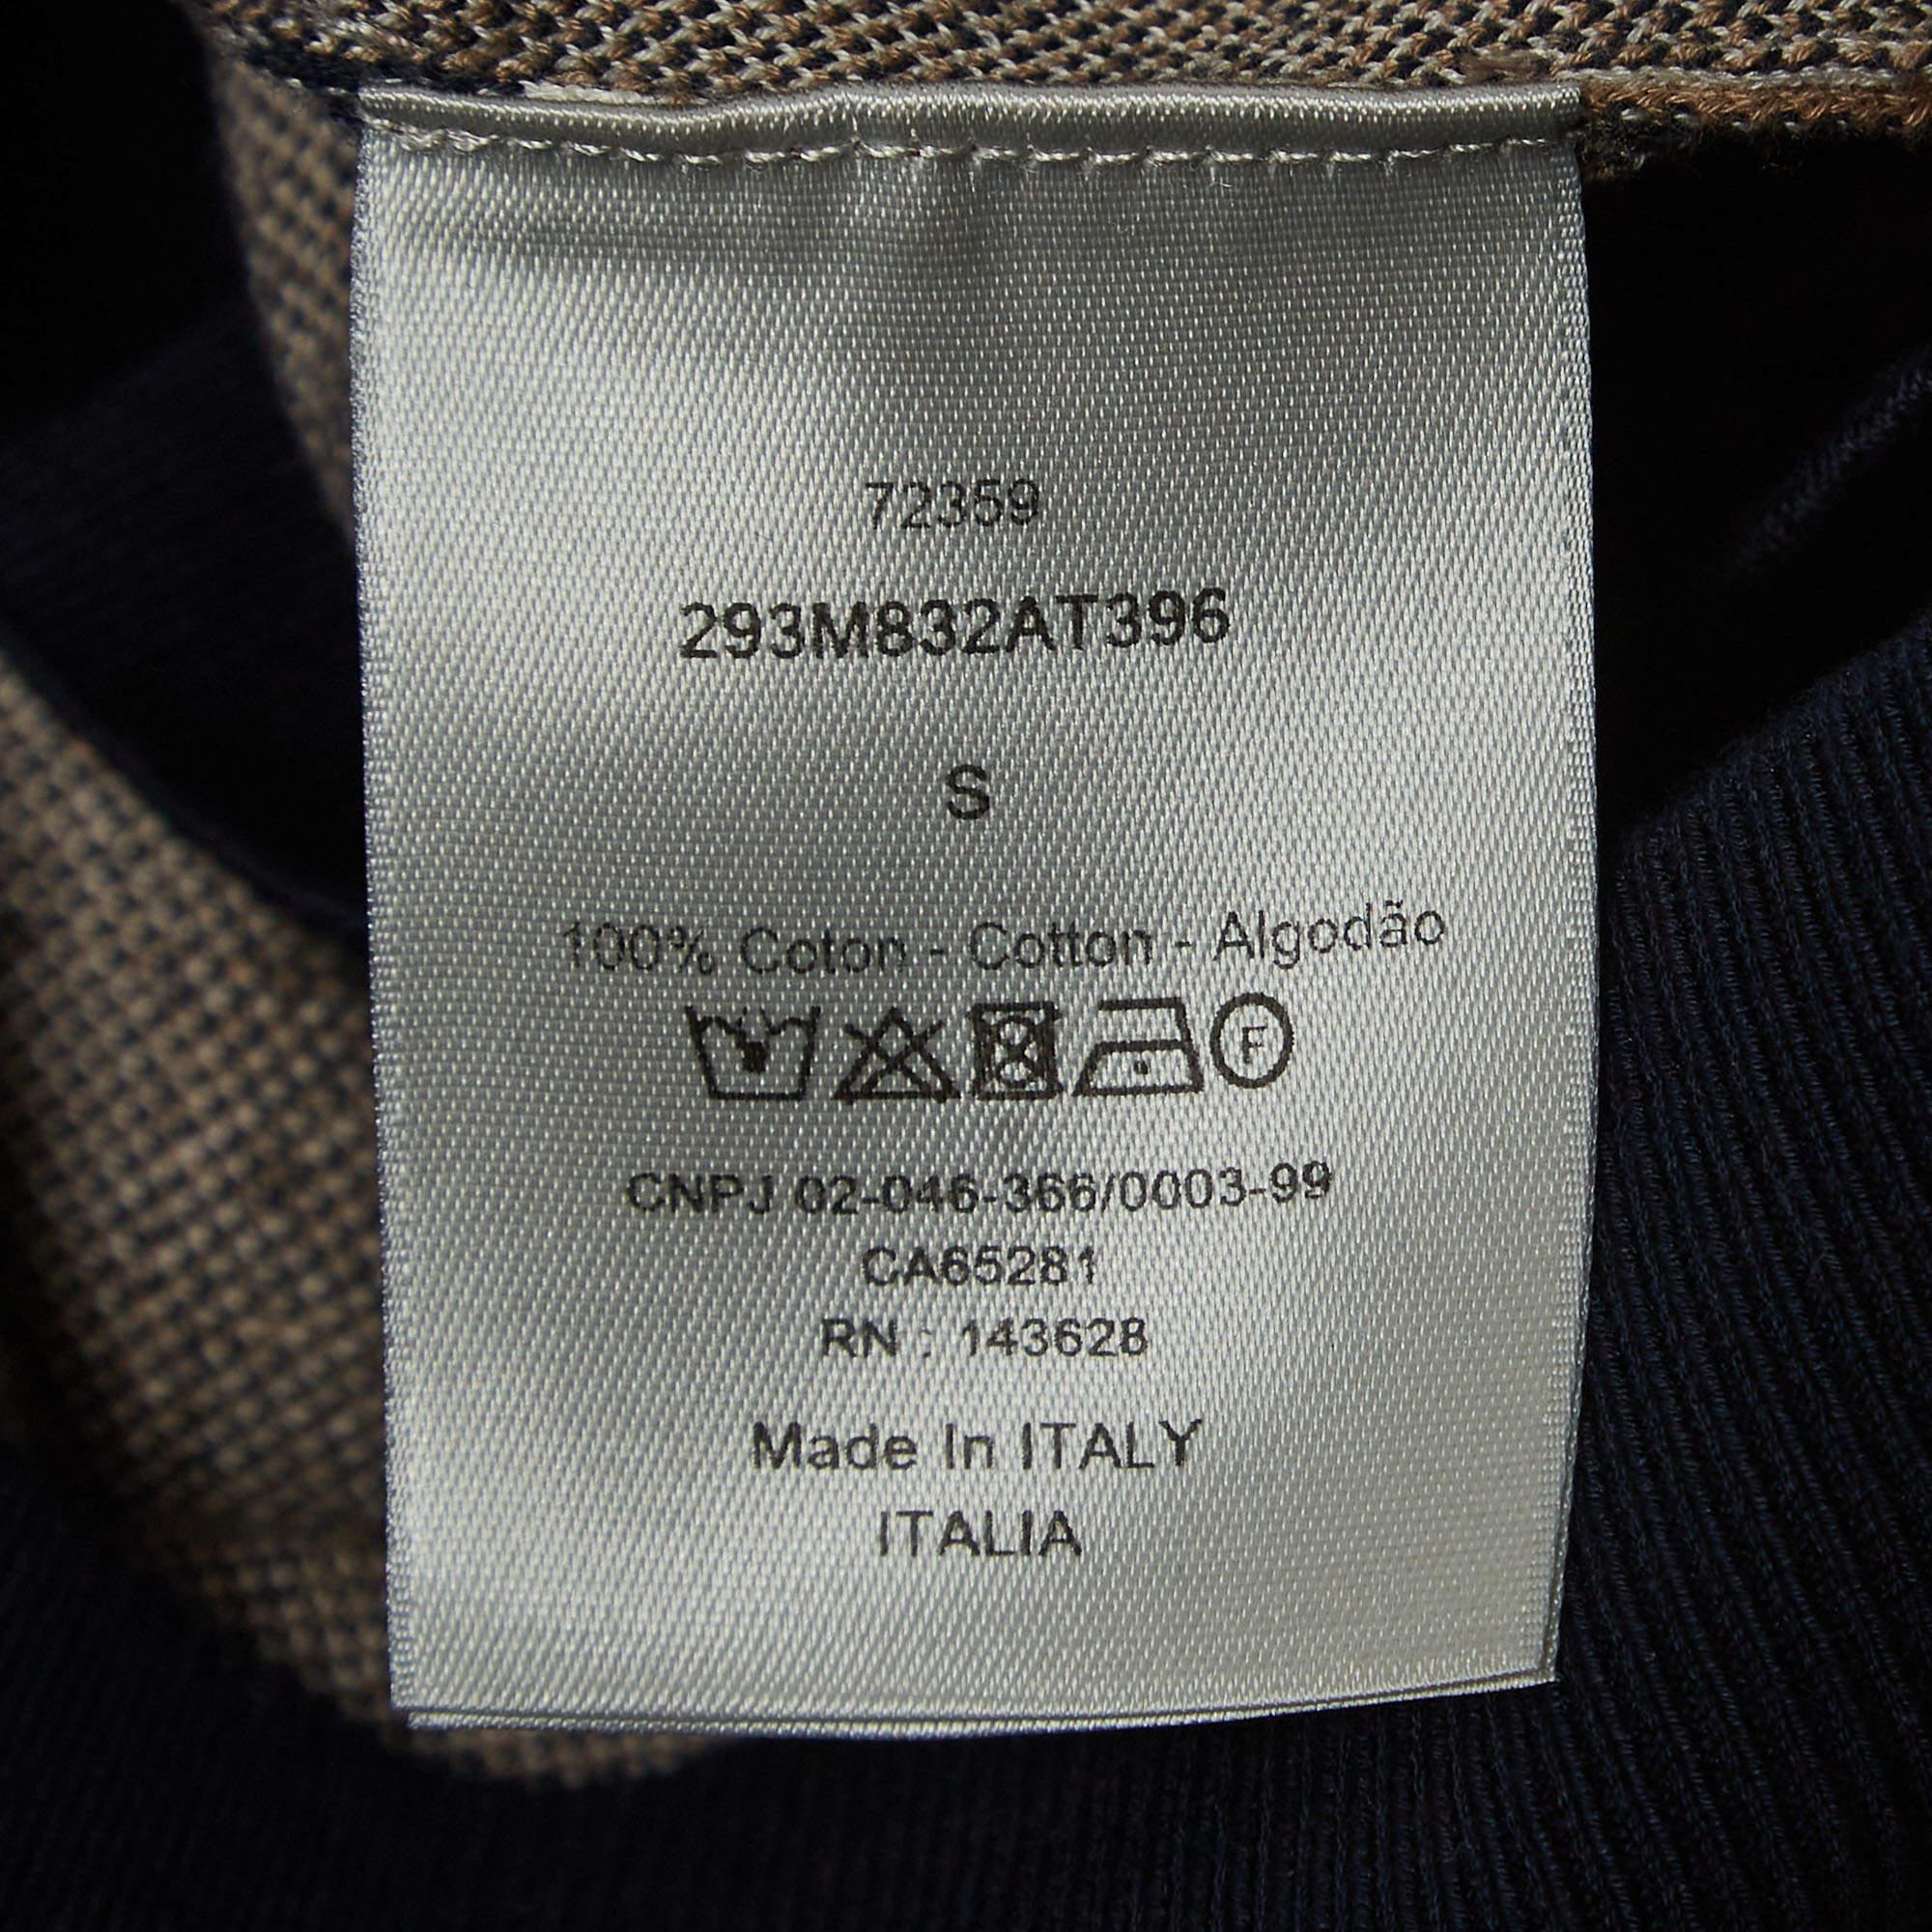 72359
293M832AT396
S
100% Coton - Cotton - Algodão
F
CNPJ 02-046-366/0003-99
CA65281
RN : 143628
Made In ITALY
ITALIA